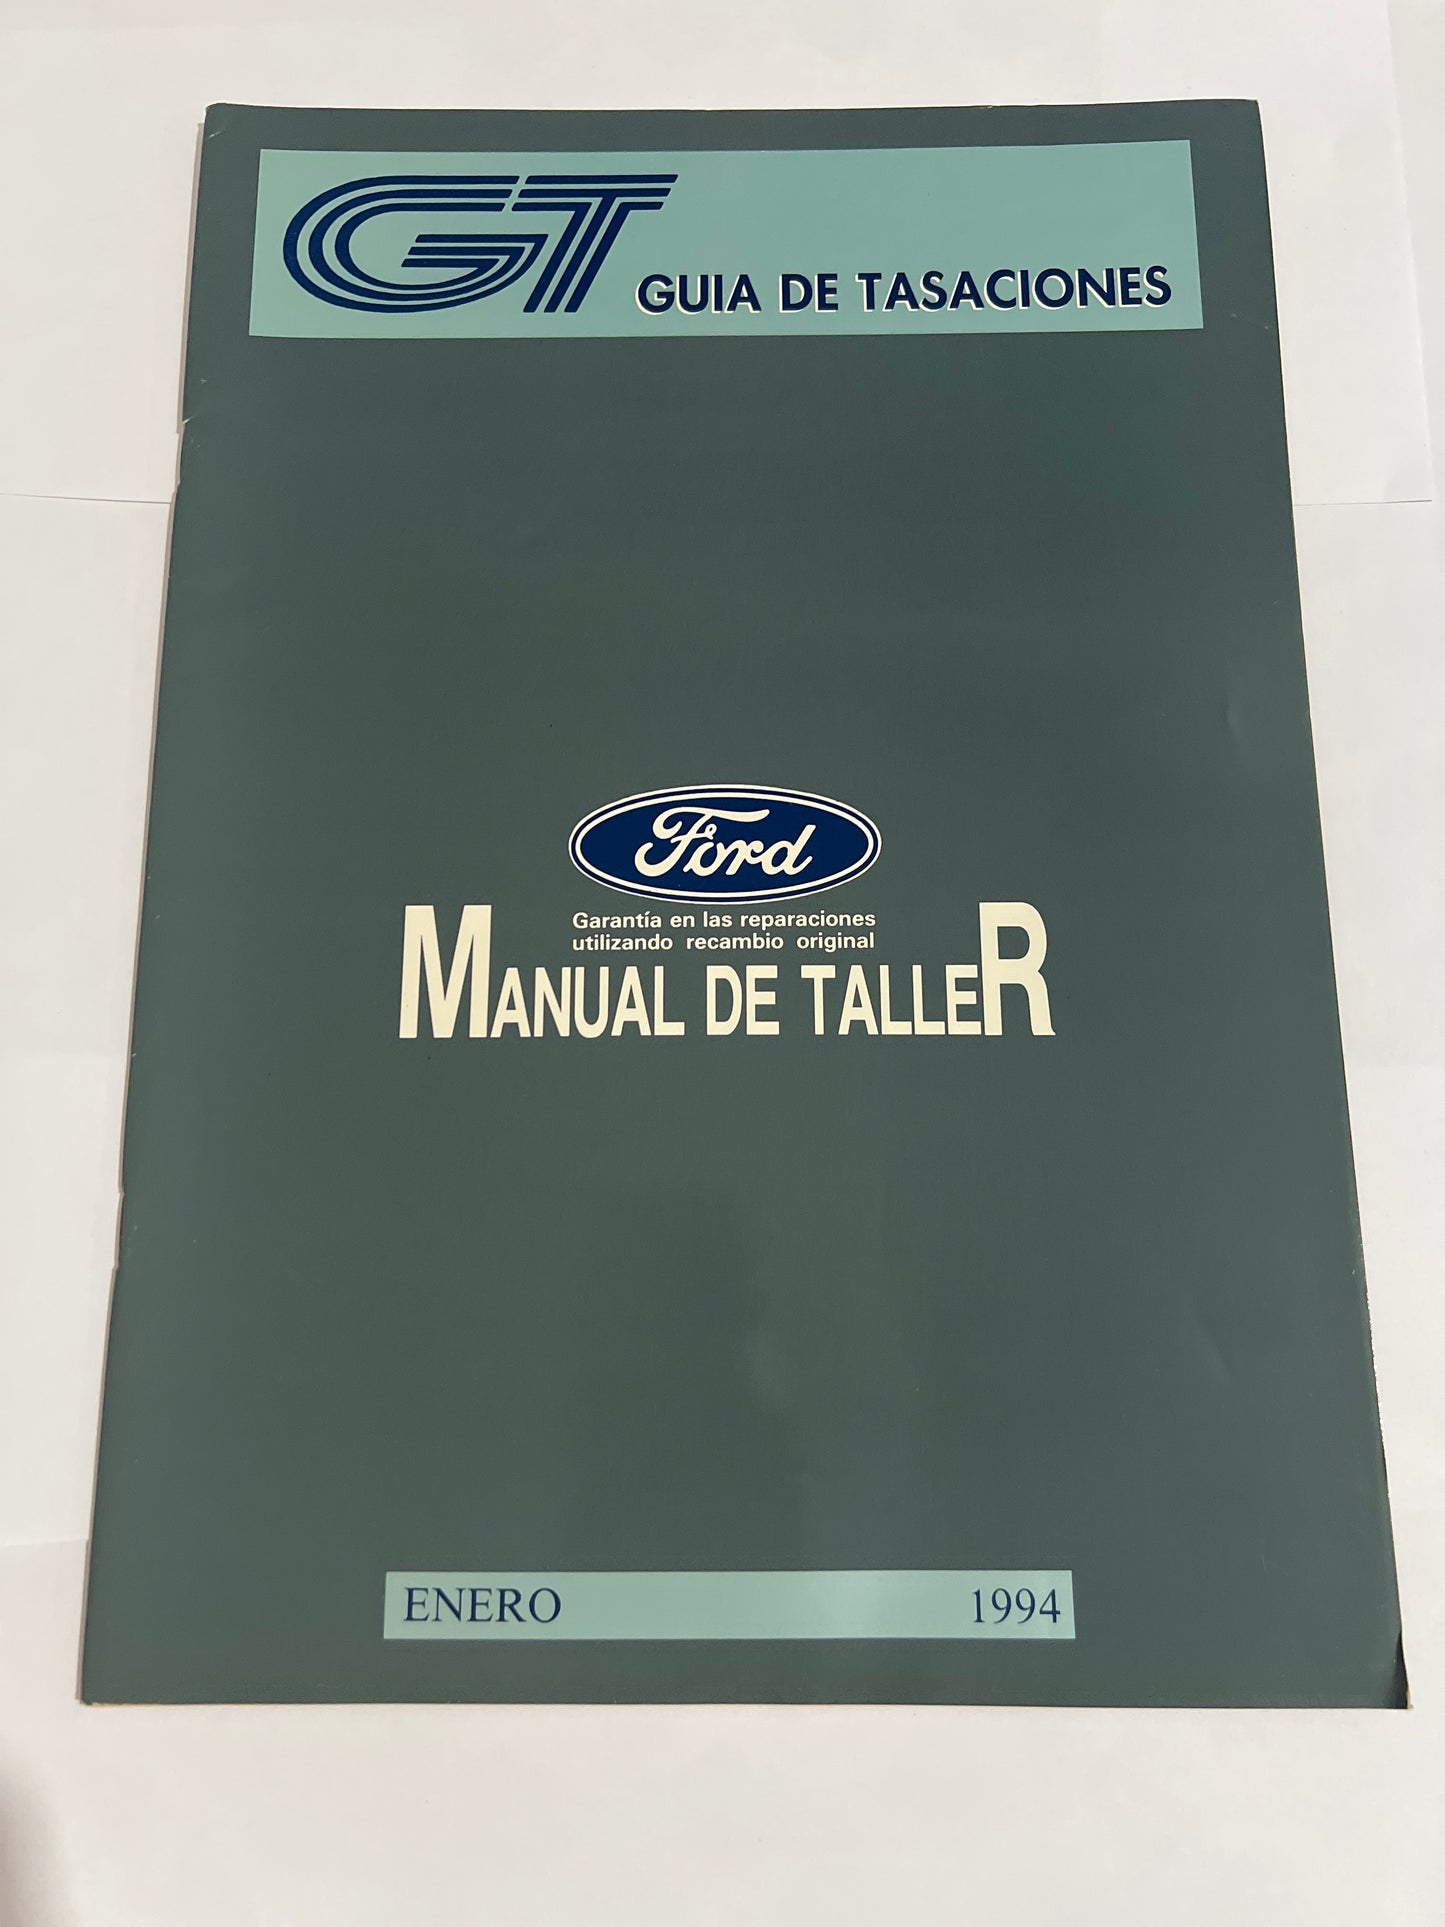 GT GUIA DE TASACIONES
Ford
Garantía en las reparaciones
utilizando recambio original
MANUAL DE TALLER
ENERO 1994